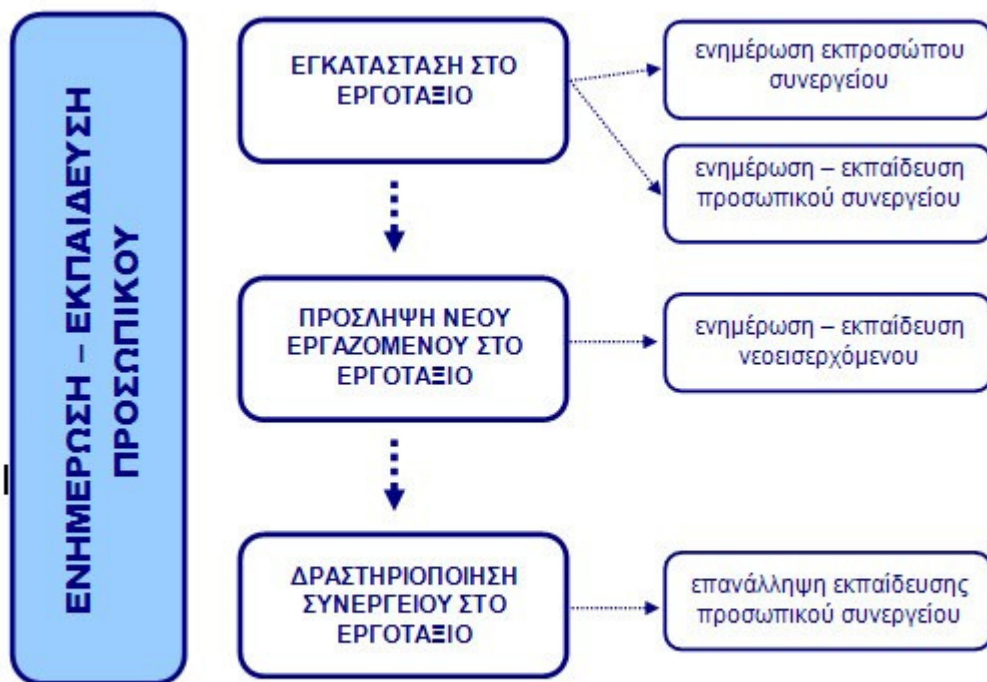 ΕΝΗΜΕΡΩΣΗ – ΕΚΠΑΙΔΕΥΣΗ
ΠΡΟΣΩΠΙΚΟΥ
ΕΓΚΑΤΑΣΤΑΣΗ ΣΤΟ
ΕΡΓΟΤΑΞΙΟ
ενημέρωση εκπροσώπου
συνεργείου
ενημέρωση – εκπαίδευση
προσωπικού συνεργείου
ΠΡΟΣΛΗΨΗ ΝΕΟΥ
ΕΡΓΑΖΟΜΕΝΟΥ ΣΤΟ
ΕΡΓΟΤΑΞΙΟ
ενημέρωση – εκπαίδευση
νεοεισερχόμενου
ΔΡΑΣΤΗΡΙΟΠΟΙΗΣΗ
ΣΥΝΕΡΓΕΙΟΥ ΣΤΟ
ΕΡΓΟΤΑΞΙΟ
επανάλληψη εκπαίδευσης
προσωπικού συνεργείου